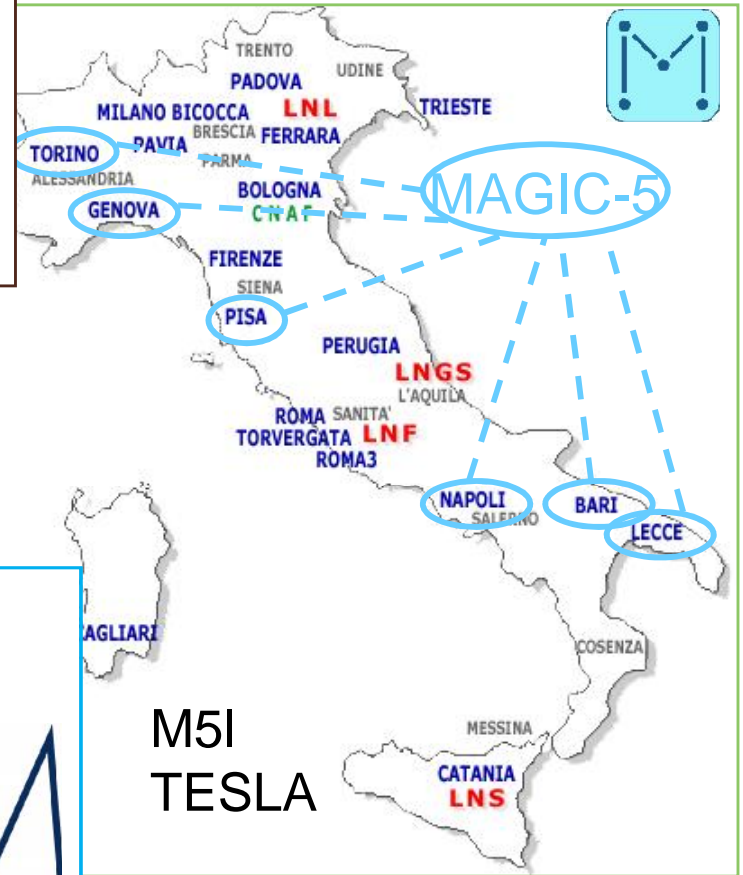 TRENTO
UDINE
PADOVA
MILANO BICOCCA LNL
TRIESTE
BRESCIA FERRARA
TORINO PAVIA
PARMA
ALESSANDRIA
MAGIC-5
BOLOGNA
GENOVA
CNAF
FIRENZE
SIENA
PISA
PERUGIA
LNGS
L'AQUILA
ROMA SANITA'
TORVERGATA LNF
ROMA3
NAPOLI BARI
SALERNO
LECCE
AGLIARI
COSENZA
M5I
TESLA
MESSINA
CATANIA
LNS